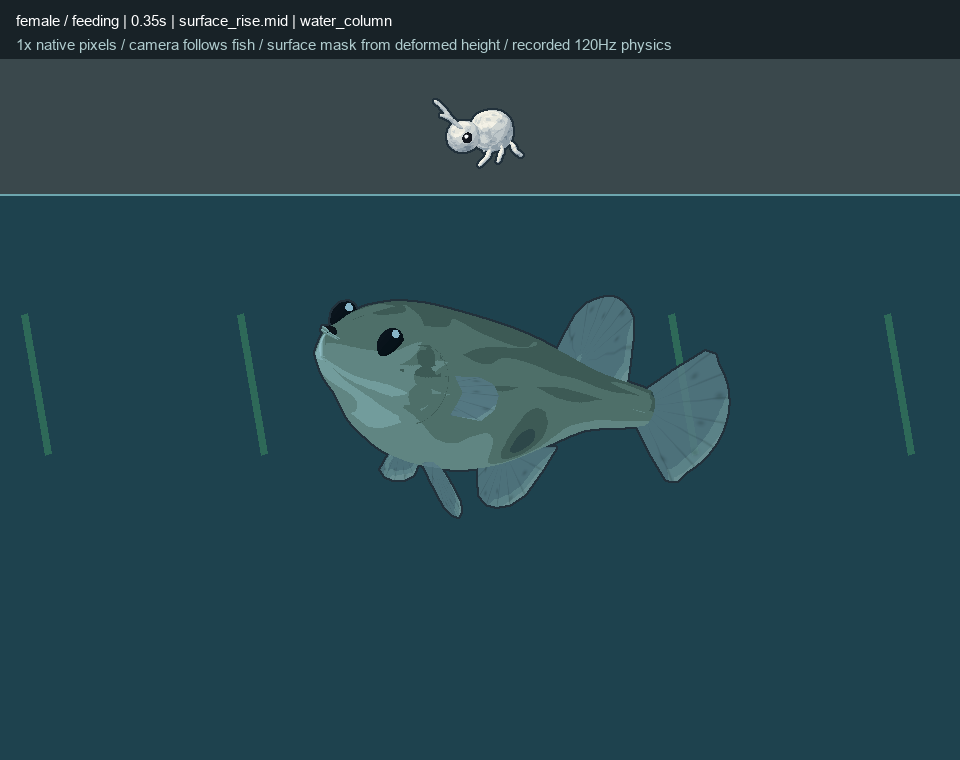 female / feeding | 0.35s | surface_rise.mid | water_column
1x native pixels / camera follows fish / surface mask from deformed height / recorded 120Hz physics